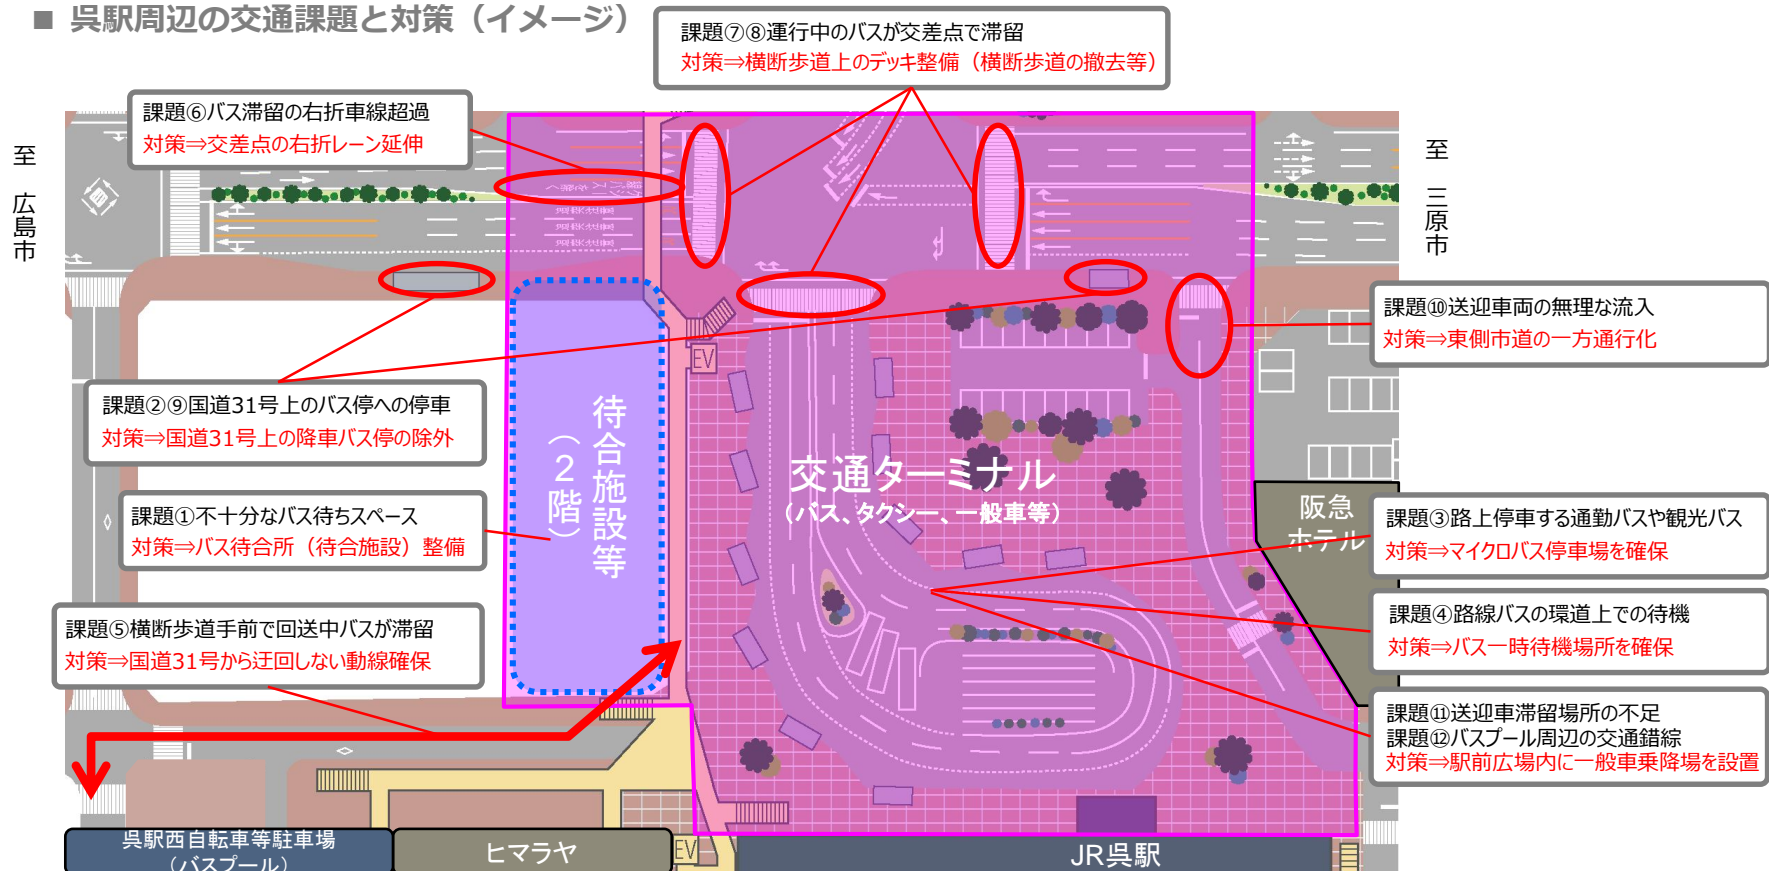 ■ 呉駅周辺の交通課題と対策（イメージ）
課題⑦⑧運行中のバスが交差点で滞留
対策⇒横断歩道上のデッキ整備（横断歩道の撤去等）
課題⑥バス滞留の右折車線超過
対策⇒交差点の右折レーン延伸
至　広島市
至　三原市
課題⑩送迎車両の無理な流入
対策⇒東側市道の一方通行化
EV
課題②⑨国道31号上のバス停への停車
対策⇒国道31号上の降車バス停の除外
待合施設等
（2階）
交通ターミナル
（バス、タクシー、一般車等）
阪急
ホテル
課題①不十分なバス待ちスペース
対策⇒バス待合所（待合施設）整備
課題③路上停車する通勤バスや観光バス
対策⇒マイクロバス停車場を確保
課題④路線バスの環道上での待機
対策⇒バス一時待機場所を確保
課題⑤横断歩道手前で回送中バスが滞留
対策⇒国道31号から迂回しない動線確保
課題⑪送迎車滞留場所の不足
課題⑫バスプール周辺の交通錯綜
対策⇒駅前広場内に一般車乗降場を設置
呉駅西自転車等駐車場
（バスプール）
ヒマラヤ
EV
JR呉駅